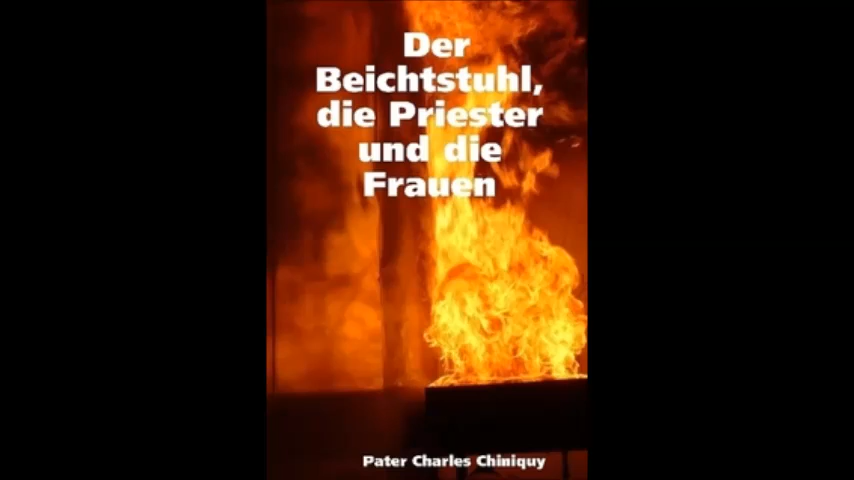 Der
Beichtstuhl,
die Priester
und die
Frauen
Pater Charles Chiniquy